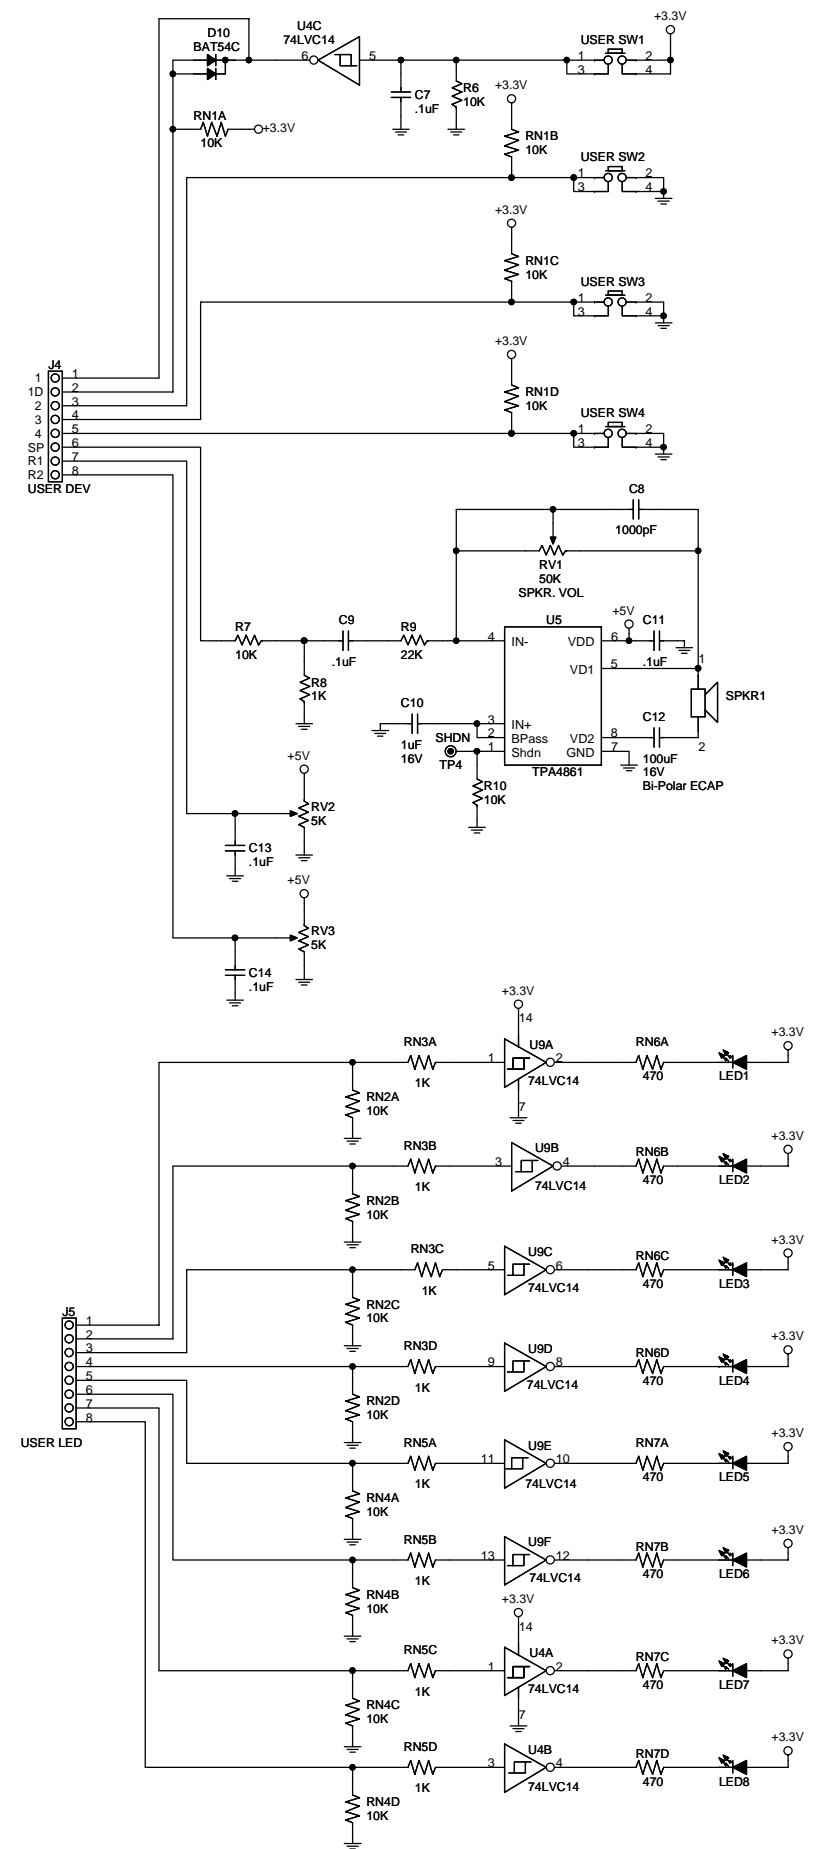 +3.3V
D10
BAT54C
U4C
74LVC14
6
5
USER SW1
1
2
3
4
C7
.1uF
R6
10K
+3.3V
RN1A
10K
+3.3V
RN1B
10K
USER SW2
1
2
3
4
+3.3V
RN1C
10K
USER SW3
1
2
3
4
+3.3V
RN1D
10K
USER SW4
1
2
3
4
J4
1 1
1D 2
2 3
3 4
4 5
SP 6
R1 7
R2 8
USER DEV
C8
1000pF
RV1
50K
SPKR. VOL
R7
10K
C9
.1uF
R9
22K
R8
1K
U5
4 IN-
VDD 6
+5V
C11
.1uF
VD1 5
1
SPKR1
2
C10
1uF
16V
3 IN+
2 BPass
1 Shdn
VD2 8
GND 7
TPA4861
C12
100uF
16V
Bi-Polar ECAP
SHDN
TP4
R10
10K
+5V
RV2
5K
C13
.1uF
+5V
RV3
5K
C14
.1uF
+3.3V
14
RN3A
1K
1
U9A
2
74LVC14
7
RN6A
470
LED1
+3.3V
RN2A
10K
RN3B
1K
3
U9B
4
74LVC14
RN6B
470
LED2
+3.3V
RN2B
10K
RN3C
1K
5
U9C
6
74LVC14
RN6C
470
LED3
+3.3V
RN2C
10K
J5
1
2
3
4
5
6
7
8
USER LED
RN3D
1K
9
U9D
8
74LVC14
RN6D
470
LED4
+3.3V
RN2D
10K
RN5A
1K
11
U9E
10
74LVC14
RN7A
470
LED5
+3.3V
RN4A
10K
RN5B
1K
13
U9F
12
74LVC14
RN7B
470
LED6
+3.3V
RN4B
10K
+3.3V
14
RN5C
1K
1
U4A
2
74LVC14
7
RN7C
470
LED7
+3.3V
RN4C
10K
RN5D
1K
3
U4B
4
74LVC14
RN7D
470
LED8
+3.3V
RN4D
10K